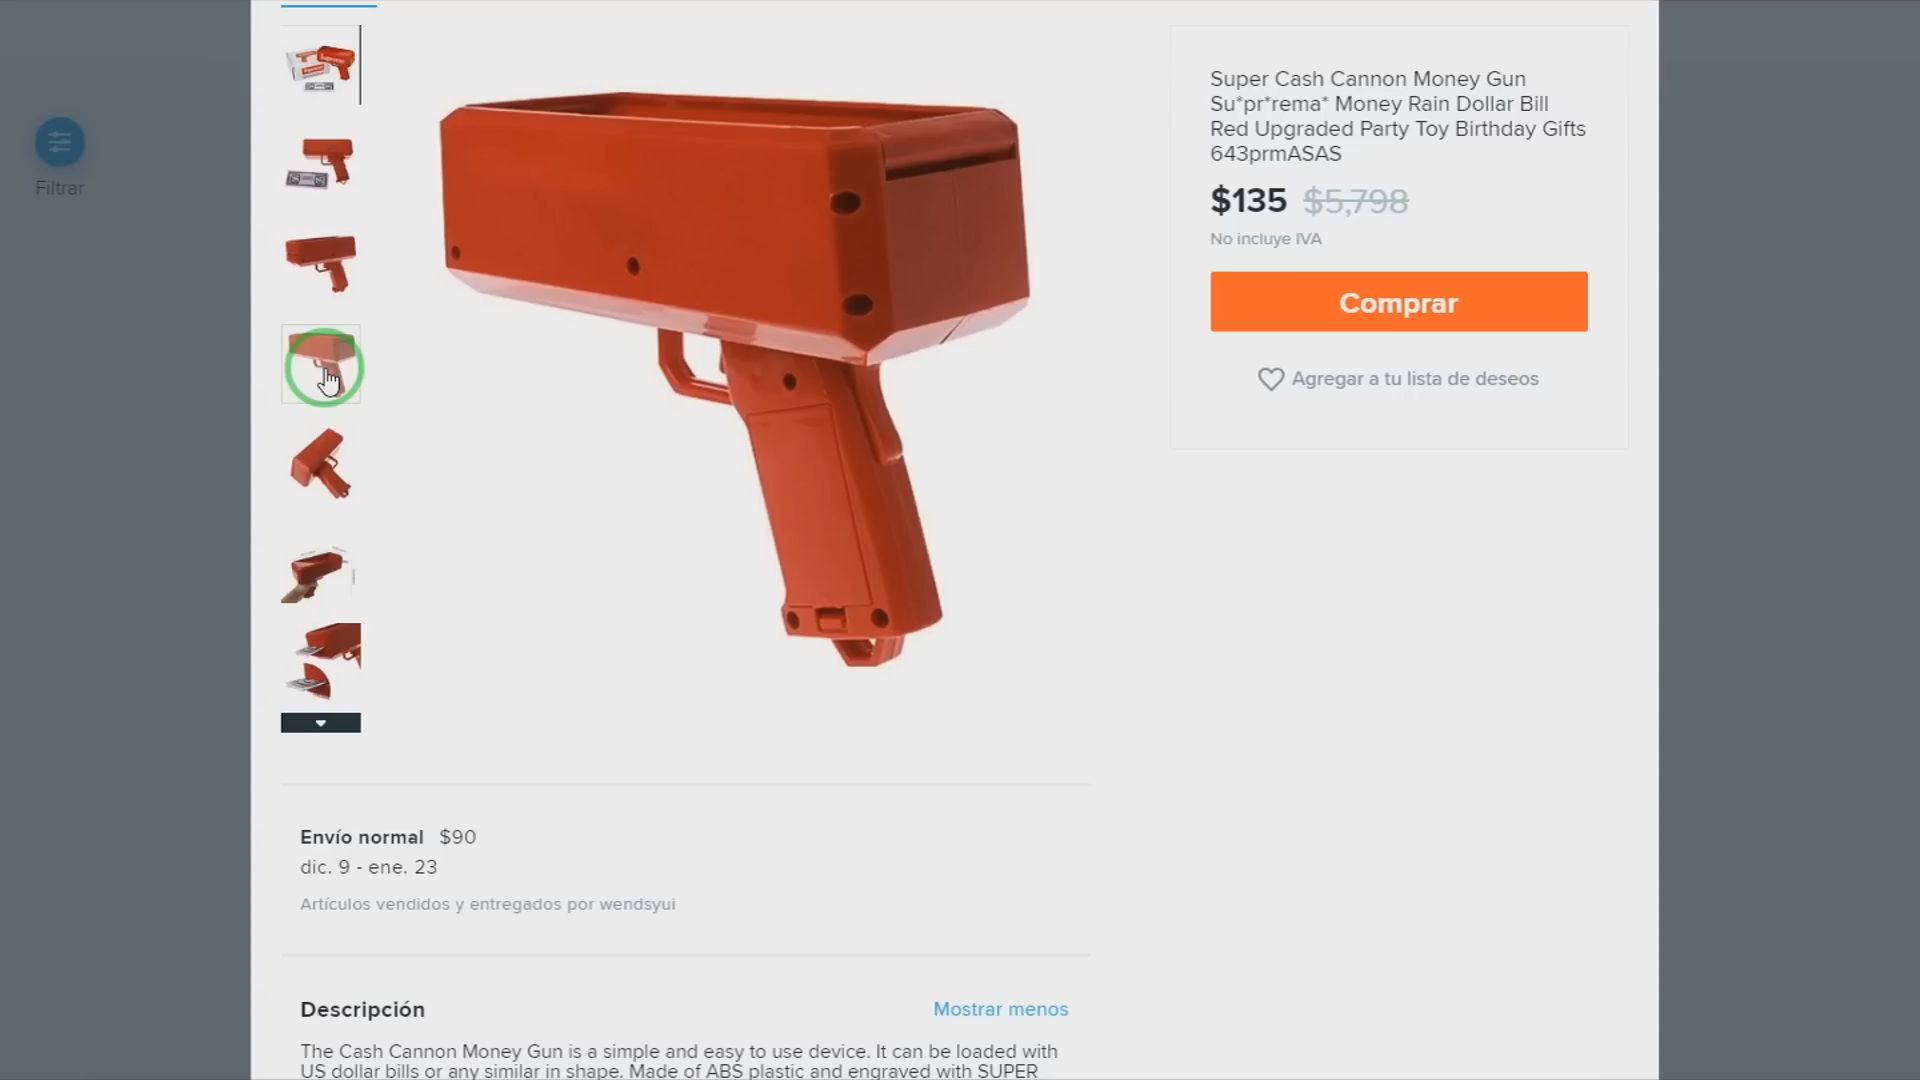 Filtrar
Super Cash Cannon Money Gun
Su*pr*rema* Money Rain Dollar Bill
Red Upgraded Party Toy Birthday Gifts
643prmASAS
$135 $5,798
No incluye IVA
Comprar
Agregar a tu lista de deseos
Envío normal $90
dic. 9 - ene. 23
Artículos vendidos y entregados por wendsyui
Descripción
Mostrar menos
The Cash Cannon Money Gun is a simple and easy to use device. It can be loaded with
US dollar bills or any similar in shape. Made of ABS plastic and engraved with SUPER